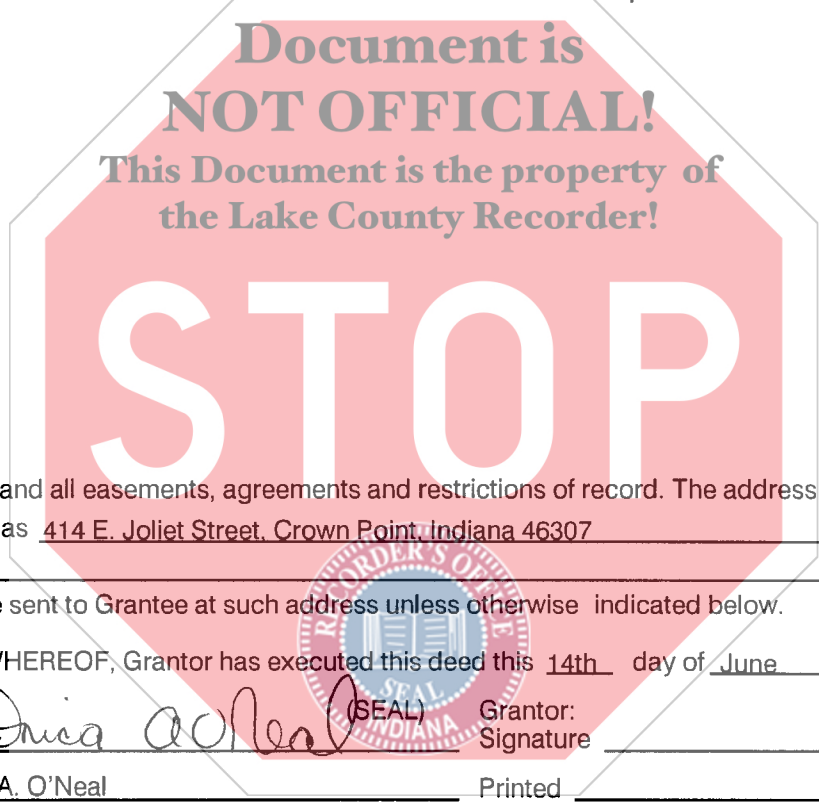 Document is
NOT OFFICIAL!
This Document is the property of
the Lake County Recorder!
STOP
and all easements, agreements and restrictions of record. The address
as 414 E. Joliet Street, Crown Point, Indiana 46307
sent to Grantee at such address unless otherwise indicated below.
HEREOF, Grantor has executed this deed this 14th day of June
RECORDER'S OFFICE
SEAL
INDIANA
A O'Neal (SEAL) Grantor:
Signature
A. O'Neal Printed